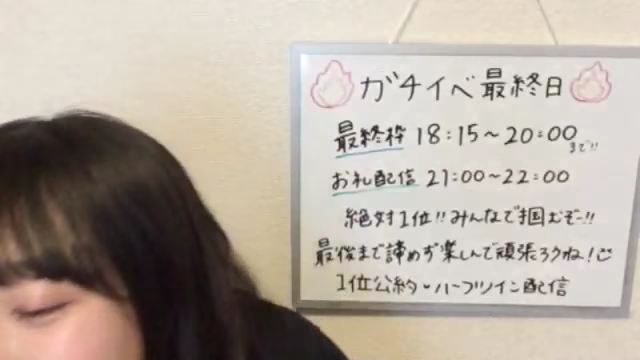 ガチイベ最終日
最終枠 18:15〜20:00まで!!
お礼配信 21:00〜22:00
絶対1位!!みんなで掴むぞー!!
最後まで諦めず楽しんで頑張ろうね!
1位公約・ハーフツイン配信